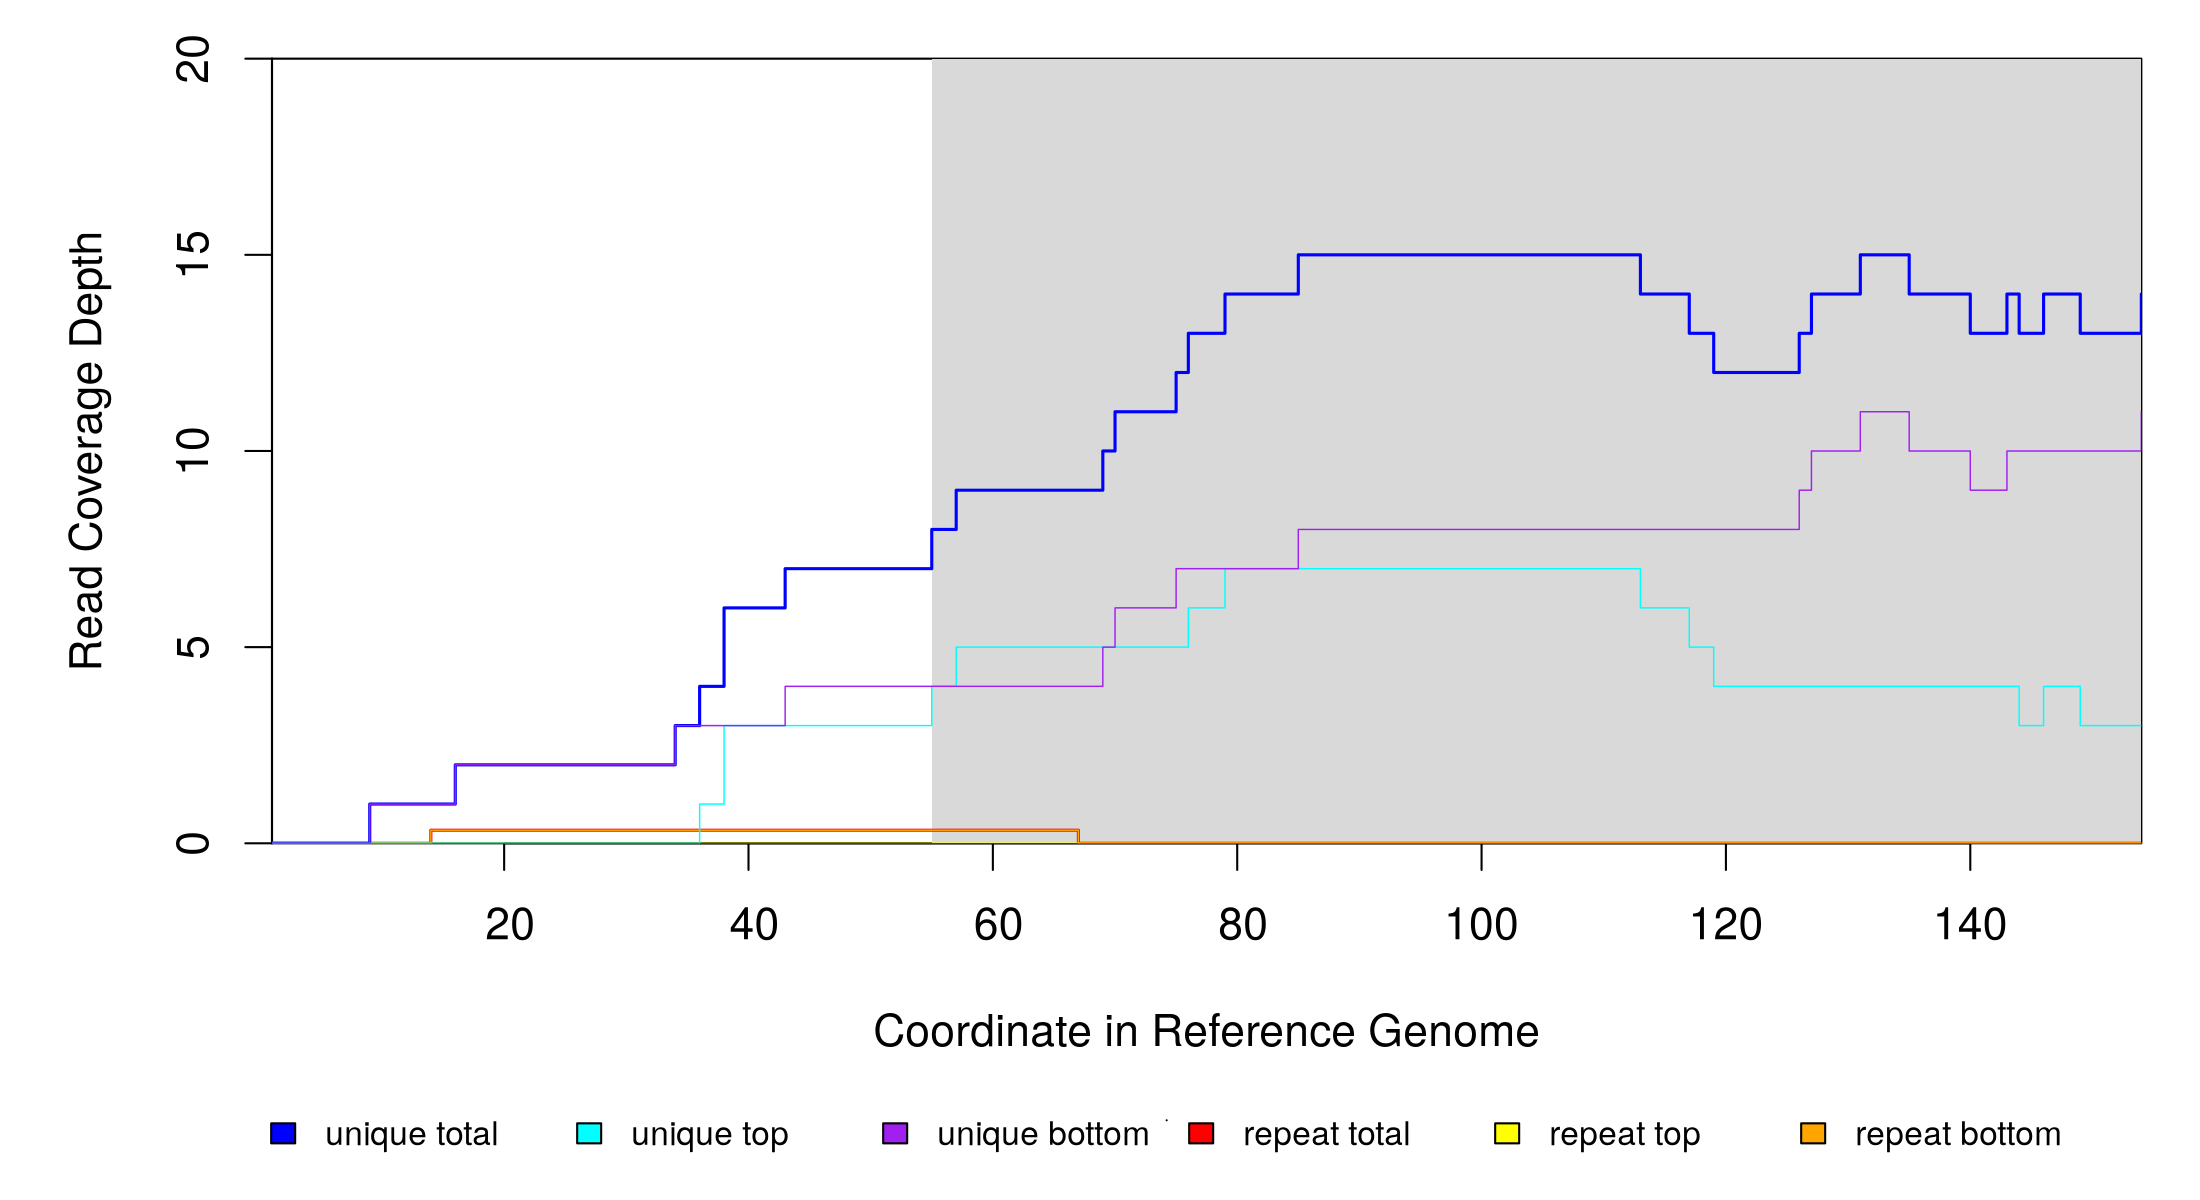 Read Coverage Depth
20
15
10
5
0
20 40 60 80 100 120 140
Coordinate in Reference Genome
unique total unique top unique bottom repeat total repeat top repeat bottom